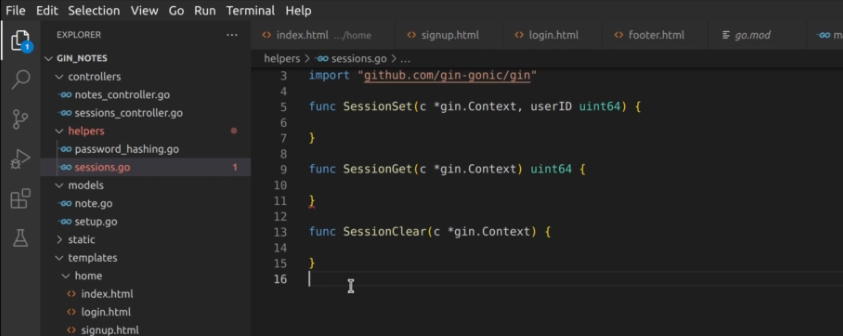 File Edit Selection View Go Run Terminal Help
EXPLORER ...
index.html .../home signup.html login.html footer.html go.mod
GIN_NOTES
controllers
notes_controller.go
sessions_controller.go
helpers
password_hashing.go
sessions.go 1
models
note.go
setup.go
static
templates
home
index.html
login.html
signup.html
1
helpers > sessions.go > ...
3 import "github.com/gin-gonic/gin"
4
5 func SessionSet(c *gin.Context, userID uint64) {
6
7 }
8
9 func SessionGet(c *gin.Context) uint64 {
10
11 }
12
13 func SessionClear(c *gin.Context) {
14
15 }
16